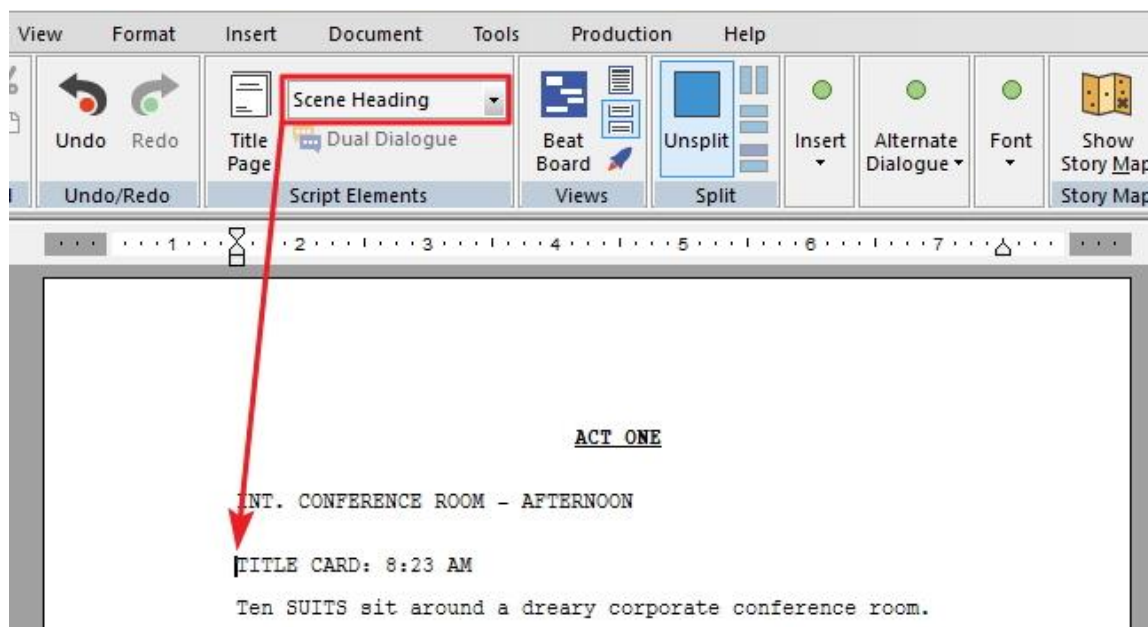 View Format Insert Document Tools Production Help
Scene Heading
Undo Redo Title Page Dual Dialogue Beat Board Unsplit Insert Alternate Dialogue Font Show Story Map
Undo/Redo Script Elements Views Split Story Map
1 2 3 4 5 6 7
ACT ONE
INT. CONFERENCE ROOM – AFTERNOON
TITLE CARD: 8:23 AM
Ten SUITS sit around a dreary corporate conference room.